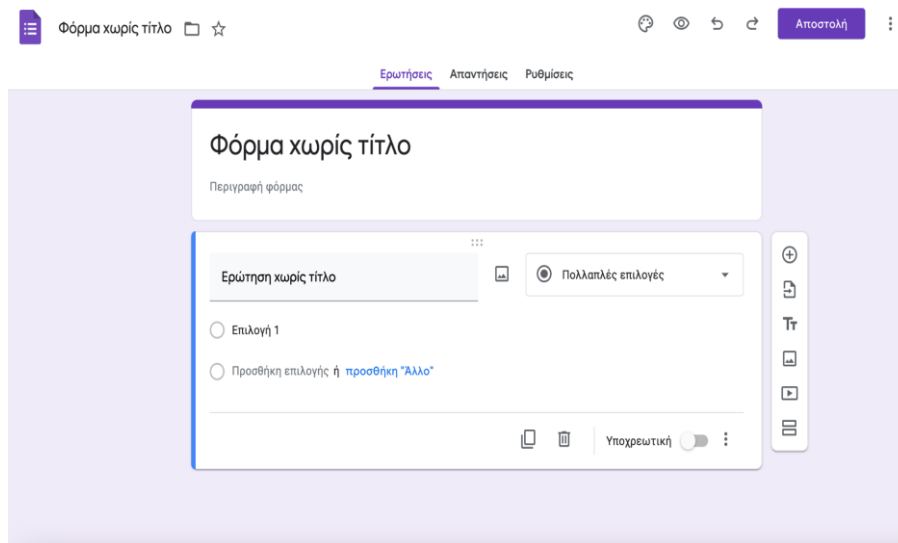 Φόρμα χωρίς τίτλο
Αποστολή
Ερωτήσεις Απαντήσεις Ρυθμίσεις
Φόρμα χωρίς τίτλο
Περιγραφή φόρμας
Ερώτηση χωρίς τίτλο
Πολλαπλές επιλογές
Επιλογή 1
Προσθήκη επιλογής ή προσθήκη "Άλλο"
Υποχρεωτική
Tт